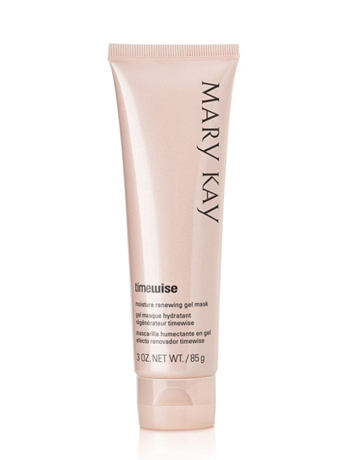 MARY KAY
timewise
moisture renewing gel mask
gel masque hydratant
régénérateur timewise
mascarilla humectante en gel
efecto renovador timewise
3 OZ. NET WT. / 85 g